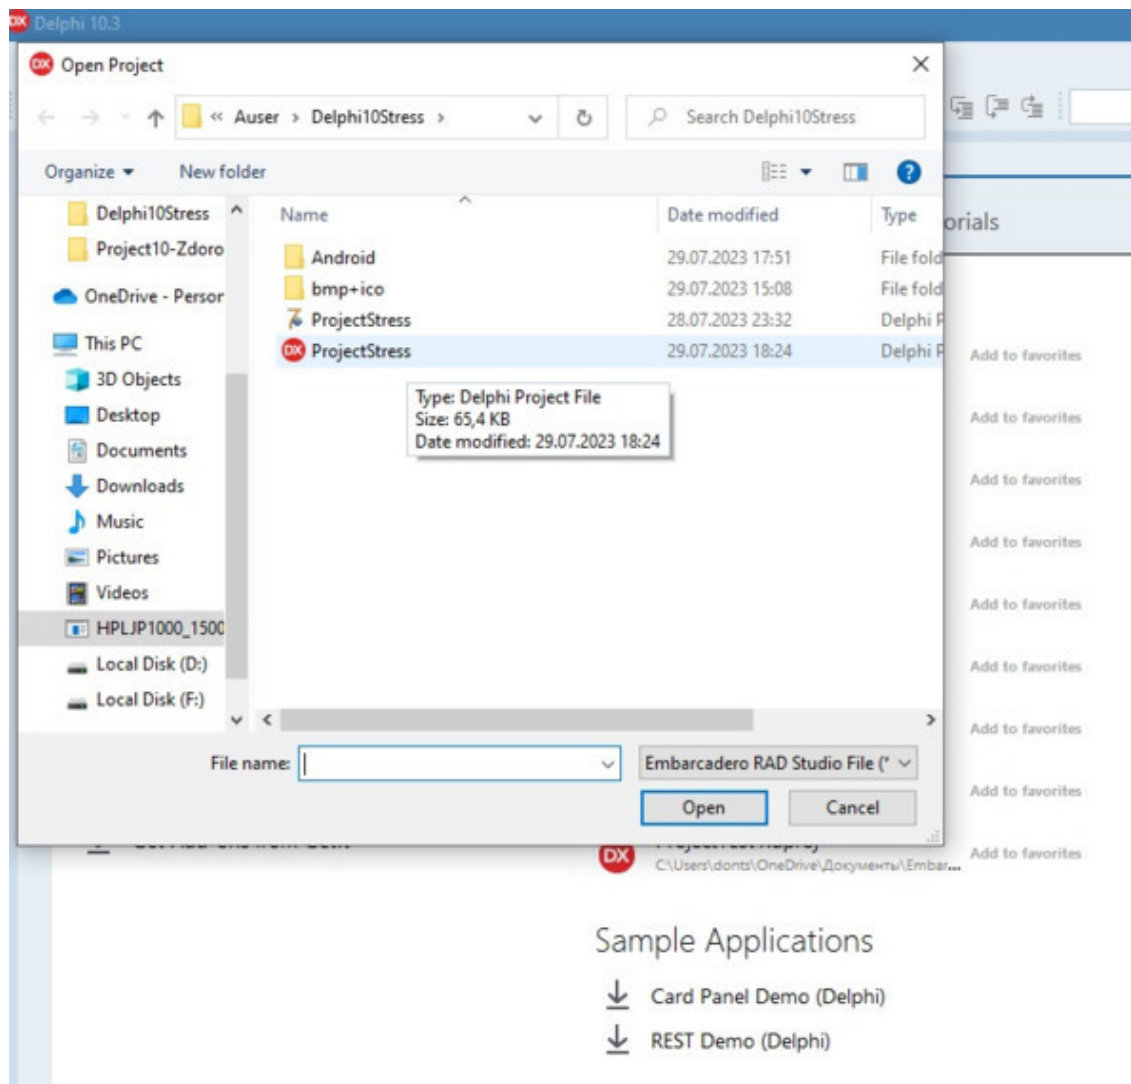 DX Delphi 10.3
DX Open Project
« Auser > Delphi10Stress >
Search Delphi10Stress
Organize
New folder
?
Delphi10Stress
Project10-Zdoro
OneDrive - Person
This PC
3D Objects
Desktop
Documents
Downloads
Music
Pictures
Videos
HPLJP1000_1500
Local Disk (D:)
Local Disk (F:)
Name Date modified Type
Android 29.07.2023 17:51 File fold
bmp+ico 29.07.2023 15:08 File fold
ProjectStress 28.07.2023 23:32 Delphi P
DX ProjectStress 29.07.2023 18:24 Delphi P
Type: Delphi Project File
Size: 65,4 KB
Date modified: 29.07.2023 18:24
File name:
Embarcadero RAD Studio File (*
Open Cancel
orials
Add to favorites
Add to favorites
Add to favorites
Add to favorites
Add to favorites
Add to favorites
Add to favorites
Add to favorites
Add to favorites
DX
C:\Users\donts\OneDrive\Документы\Embar...
Sample Applications
Card Panel Demo (Delphi)
REST Demo (Delphi)